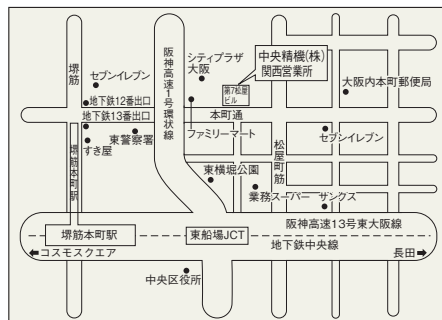 堺筋
セブンイレブン
地下鉄12番出口
地下鉄13番出口
すき屋
東警察署
堺筋本町駅
阪神高速1号環状線
シティプラザ
大阪
中央精機(株)
関西営業所
第7松屋
ビル
本町通
ファミリーマート
大阪内本町郵便局
セブンイレブン
松屋町筋
東横堀公園
業務スーパー
サンクス
阪神高速13号東大阪線
堺筋本町駅
東船場JCT
地下鉄中央線
コスモスクエア
長田
中央区役所